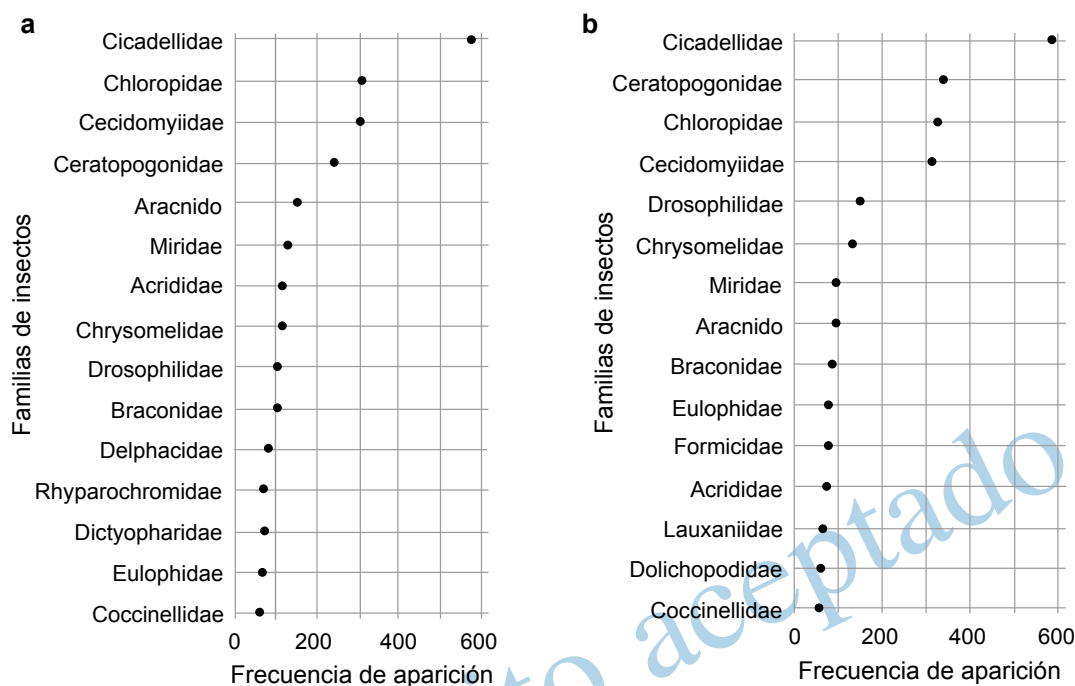 a
Cicadellidae
Chloropidae
Cecidomyiidae
Ceratopogonidae
Aracnido
Miridae
Acrididae
Chrysomelidae
Drosophilidae
Braconidae
Delphacidae
Rhyparochromidae
Dictyopharidae
Eulophidae
Coccinellidae
Familias de insectos
0 200 400 600
Frecuencia de aparición
b
Cicadellidae
Ceratopogonidae
Chloropidae
Cecidomyiidae
Drosophilidae
Chrysomelidae
Miridae
Aracnido
Braconidae
Eulophidae
Formicidae
Acrididae
Lauxaniidae
Dolichopodidae
Coccinellidae
Familias de insectos
0 200 400 600
Frecuencia de aparición
aceptado